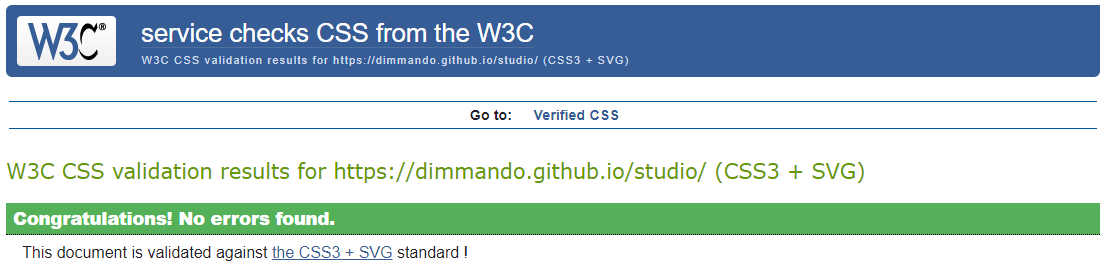 W3C®
service checks CSS from the W3C
W3C CSS validation results for https://dimmando.github.io/studio/ (CSS3 + SVG)
Go to: Verified CSS
W3C CSS validation results for https://dimmando.github.io/studio/ (CSS3 + SVG)
Congratulations! No errors found.
This document is validated against the CSS3 + SVG standard !